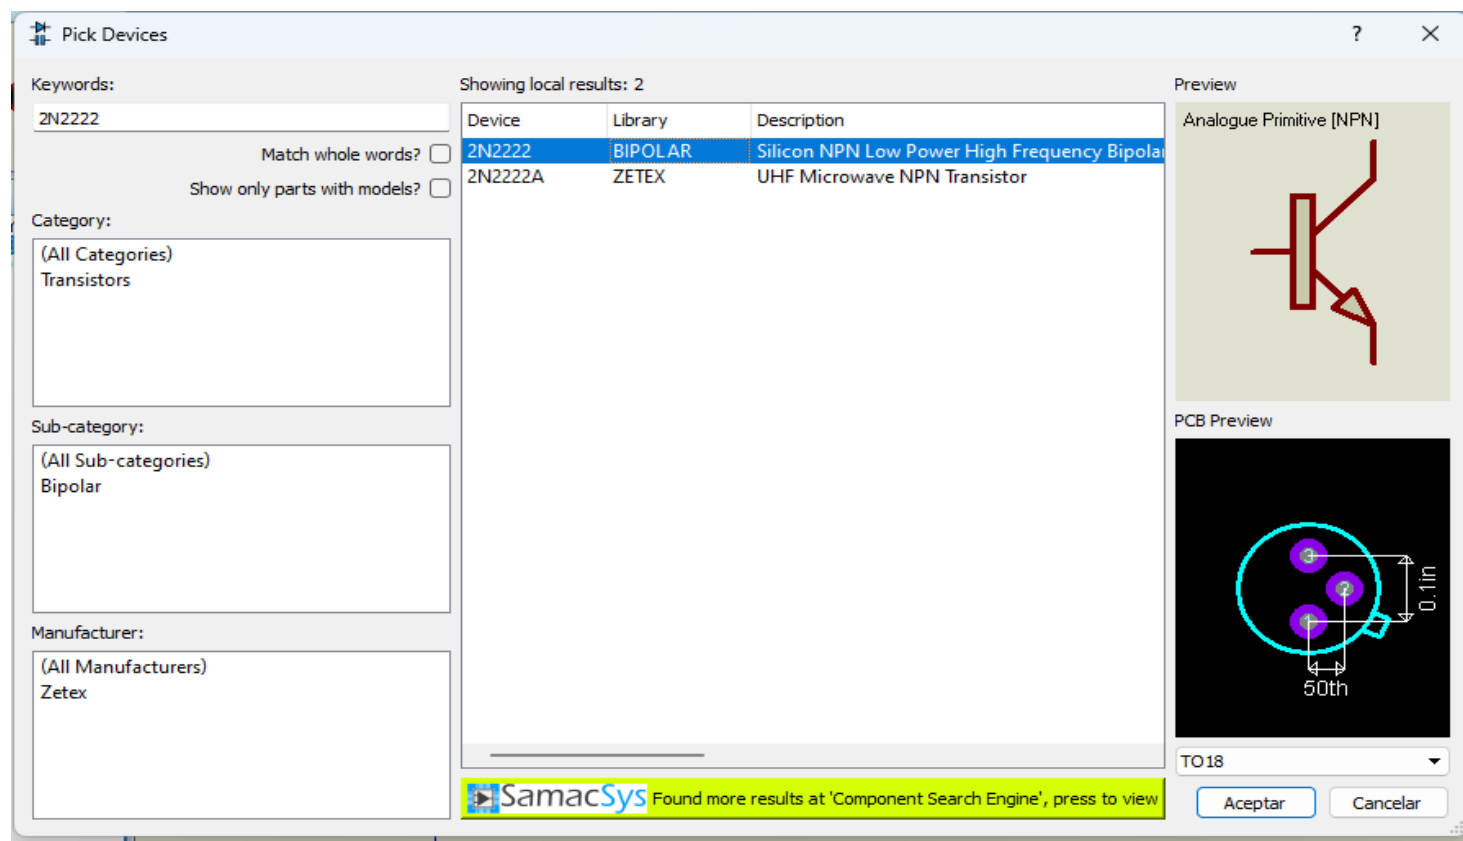 Pick Devices
?
Keywords:
2N2222
Match whole words?
Show only parts with models?
Category:
(All Categories)
Transistors
Sub-category:
(All Sub-categories)
Bipolar
Manufacturer:
(All Manufacturers)
Zetex
Showing local results: 2
Device Library Description
2N2222 BIPOLAR Silicon NPN Low Power High Frequency Bipolar
2N2222A ZETEX UHF Microwave NPN Transistor
SamacSys Found more results at 'Component Search Engine', press to view
Preview
Analogue Primitive [NPN]
PCB Preview
3
2
1
0.1in
50th
TO18
Aceptar Cancelar